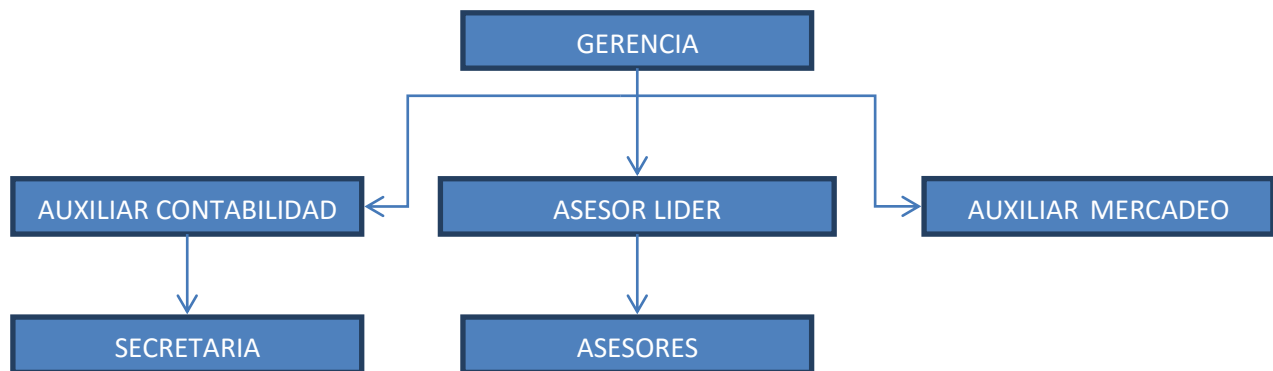 GERENCIA
AUXILIAR CONTABILIDAD
ASESOR LIDER
AUXILIAR MERCADEO
SECRETARIA
ASESORES